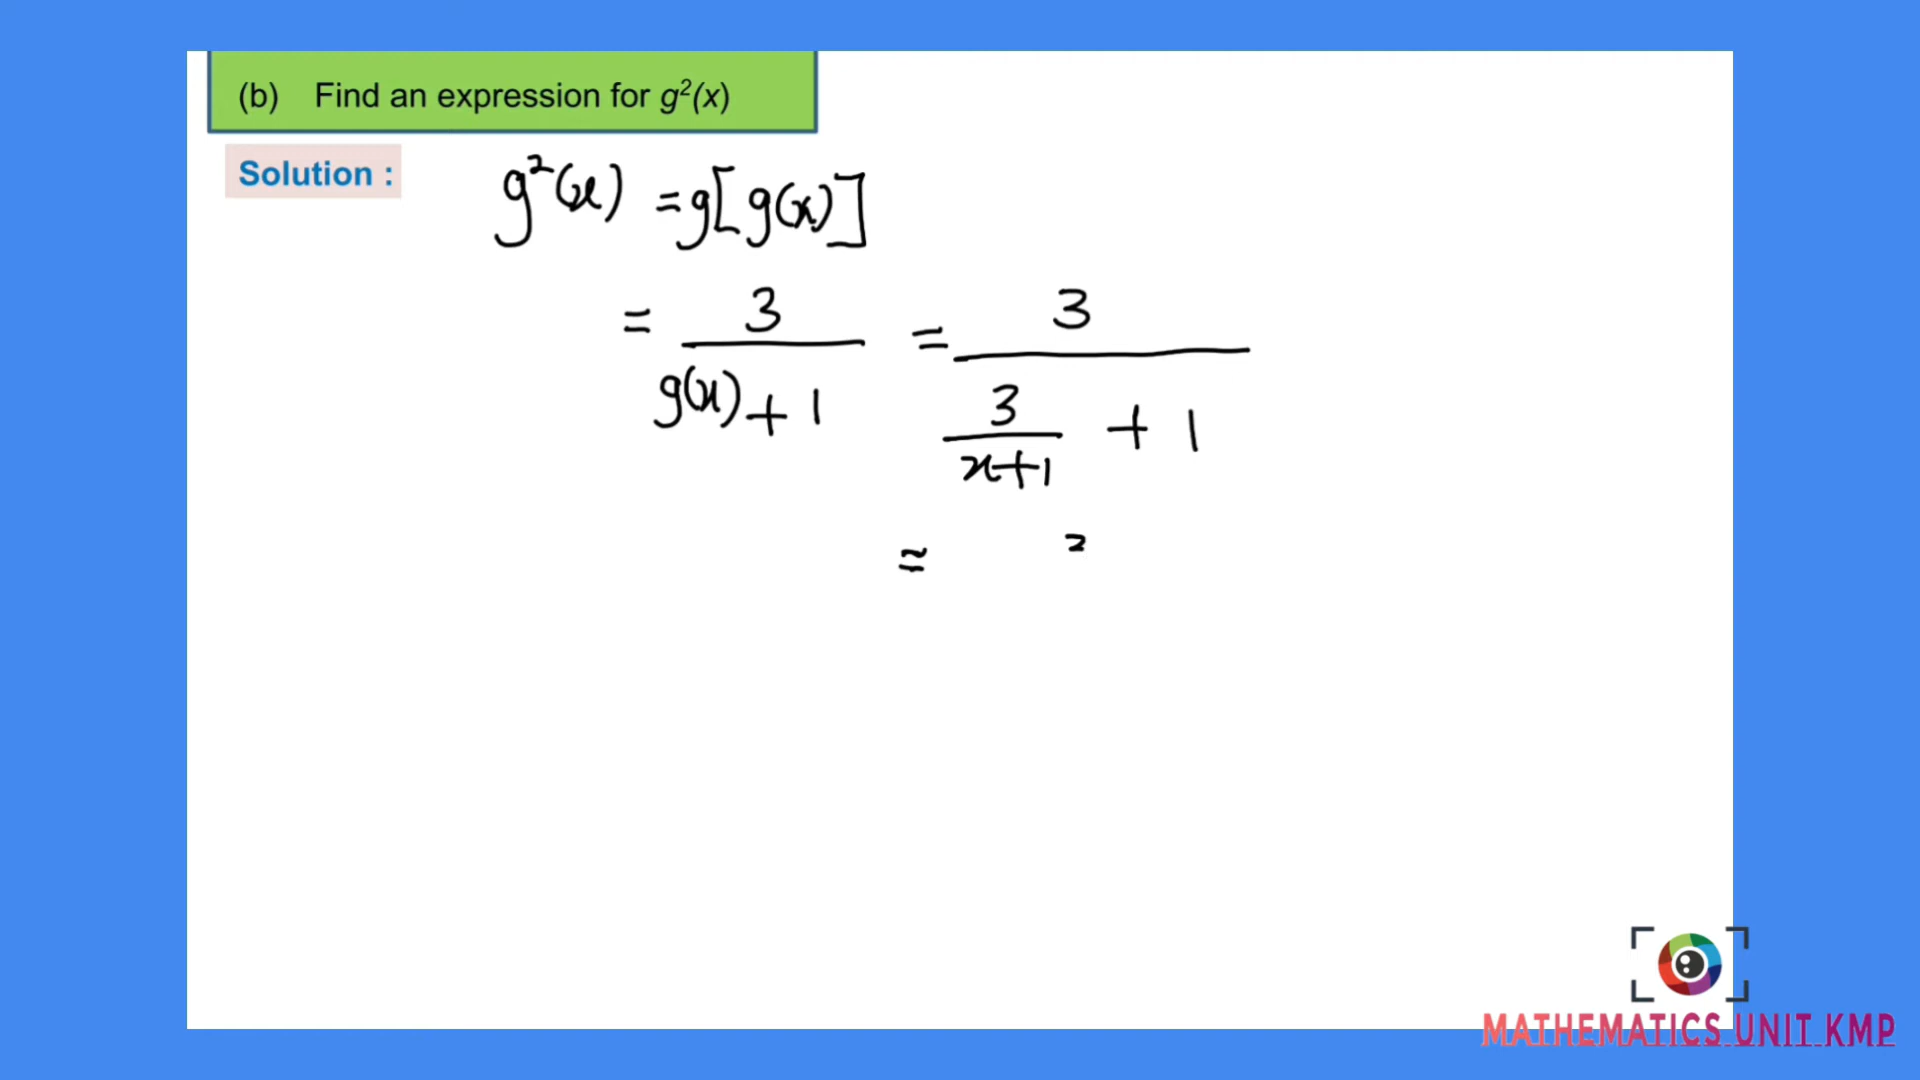 (b) Find an expression for g²(x)
Solution :
g²(x) = g[g(x)]
= 3/(g(x) + 1) = 3/(3/(x+1) + 1)
=
MATHEMATICS UNIT KMP